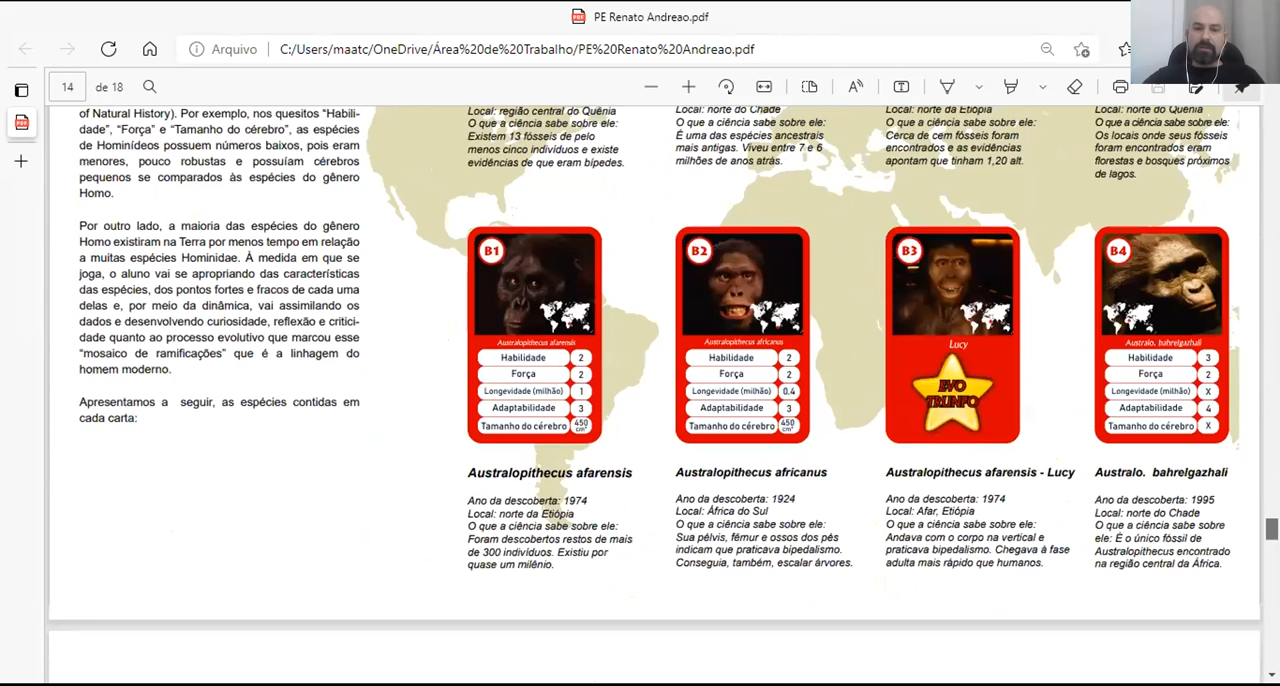 PE Renato Andreao.pdf
Arquivo
C:/Users/maatc/OneDrive/Área%20de%20Trabalho/PE%20Renato%20Andreao.pdf
14 de 18
of Natural History). Por exemplo, nos quesitos “Habili-
dade”, “Força” e “Tamanho do cérebro”, as espécies
de Hominídeos possuem números baixos, pois eram
menores, pouco robustas e possuíam cérebros
pequenos se comparados às espécies do gênero
Homo.
Por outro lado, a maioria das espécies do gênero
Homo existiram na Terra por menos tempo em relação
a muitas espécies Hominidae. À medida em que se
joga, o aluno vai se apropriando das características
das espécies, dos pontos fortes e fracos de cada uma
delas e, por meio da dinâmica, vai assimilando os
dados e desenvolvendo curiosidade, reflexão e critici-
dade quanto ao processo evolutivo que marcou esse
“mosaico de ramificações” que é a linhagem do
homem moderno.
Apresentamos a seguir, as espécies contidas em
cada carta:
Local: região central do Quênia
O que a ciência sabe sobre ele:
Existem 13 fósseis de pelo
menos cinco indivíduos e existe
evidências de que eram bípedes.
Local: norte do Chade
O que a ciência sabe sobre ele:
É uma das espécies ancestrais
mais antigas. Viveu entre 7 e 6
milhões de anos atrás.
Local: norte da Etiópia
O que a ciência sabe sobre ele:
Cerca de cem fósseis foram
encontrados e as evidências
apontam que tinham 1,20 alt.
Local: norte do Quênia
O que a ciência sabe sobre ele:
Os locais onde seus fósseis
foram encontrados eram
florestas e bosques próximos
de lagos.
B1
Australopithecus afarensis
Habilidade 2
Força 2
Longevidade (milhão) 1
Adaptabilidade 3
Tamanho do cérebro 450 cm³
Australopithecus afarensis
Ano da descoberta: 1974
Local: norte da Etiópia
O que a ciência sabe sobre ele:
Foram descobertos restos de mais
de 300 indivíduos. Existiu por
quase um milênio.
B2
Australopithecus africanus
Habilidade 2
Força 2
Longevidade (milhão) 0.4
Adaptabilidade 3
Tamanho do cérebro 450 cm³
Australopithecus africanus
Ano da descoberta: 1924
Local: África do Sul
O que a ciência sabe sobre ele:
Sua pélvis, fêmur e ossos dos pés
indicam que praticava bipedalismo.
Conseguia, também, escalar árvores.
B3
Lucy
EVO
TRUNFO
Australopithecus afarensis - Lucy
Ano da descoberta: 1974
Local: Afar, Etiópia
O que a ciência sabe sobre ele:
Andava com o corpo na vertical e
praticava bipedalismo. Chegava à fase
adulta mais rápido que humanos.
B4
Australo. bahrelgazhali
Habilidade 3
Força 2
Longevidade (milhão) X
Adaptabilidade 4
Tamanho do cérebro X
Australo. bahrelgazhali
Ano da descoberta: 1995
Local: norte do Chade
O que a ciência sabe sobre
ele: É o único fóssil de
Australopithecus encontrado
na região central da África.